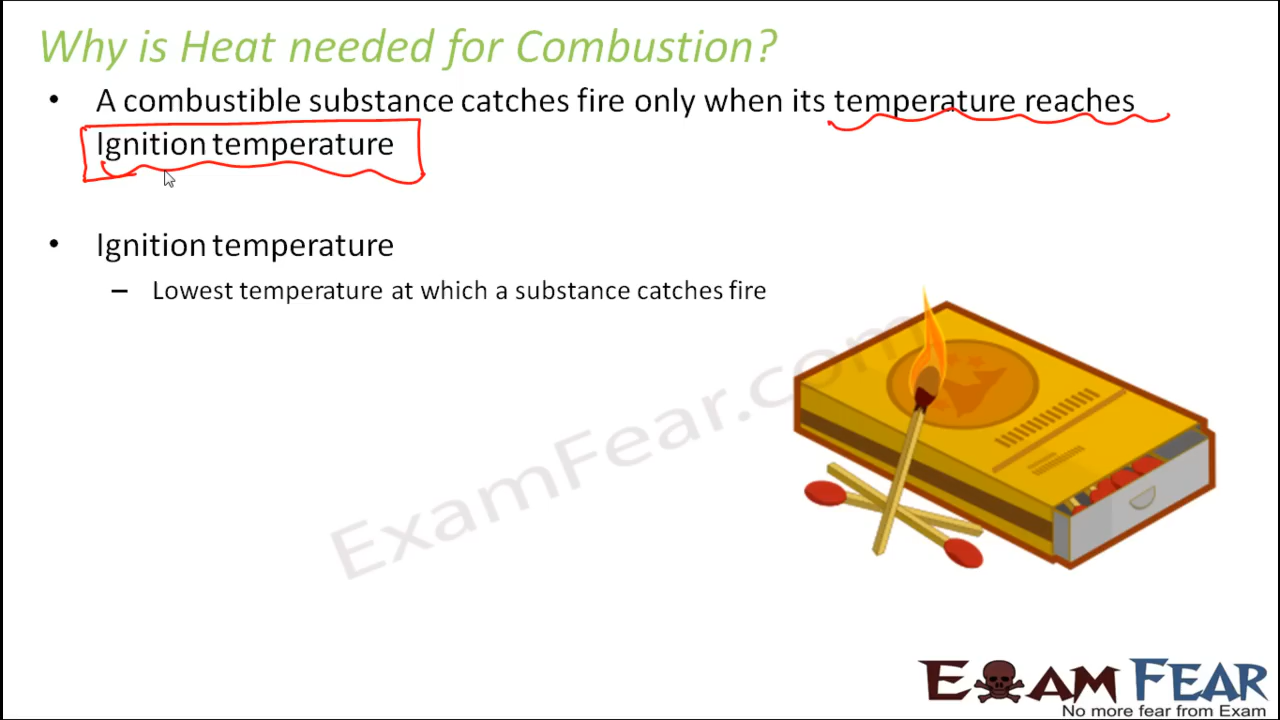 Why is Heat needed for Combustion?
• A combustible substance catches fire only when its temperature reaches
Ignition temperature
• Ignition temperature
– Lowest temperature at which a substance catches fire
ExamFear.com
EXAM FEAR
No more fear from Exam